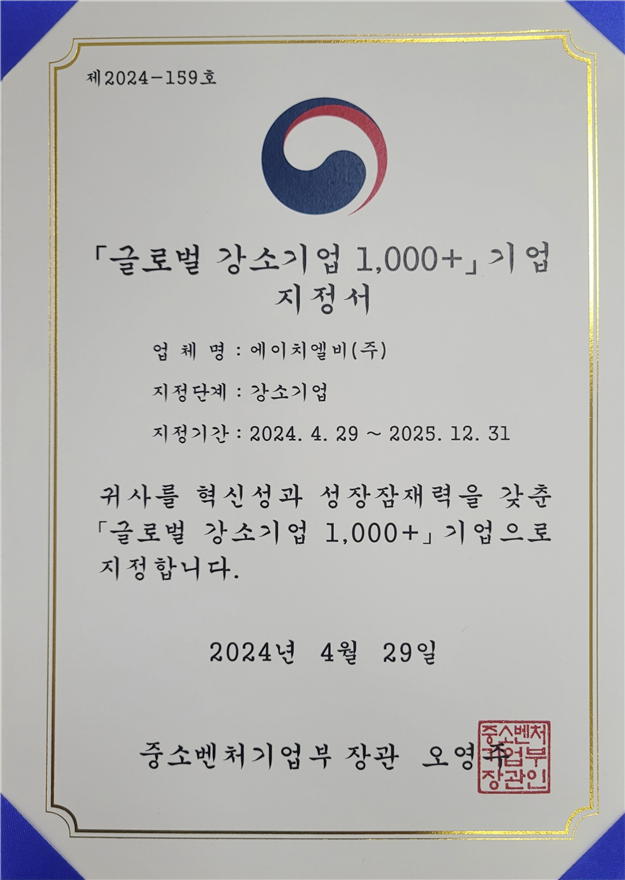 제2024-159호
「글로벌 강소기업 1,000+」기업
지정서
업 체 명 : 에이치엘비(주)
지정단계 : 강소기업
지정기간 : 2024. 4. 29 ~ 2025. 12. 31
귀사를 혁신성과 성장잠재력을 갖춘
「글로벌 강소기업 1,000+」기업으로
지정합니다.
2024년 4월 29일
중소벤처기업부 장관 오영주
중소벤처
기업부
장관인